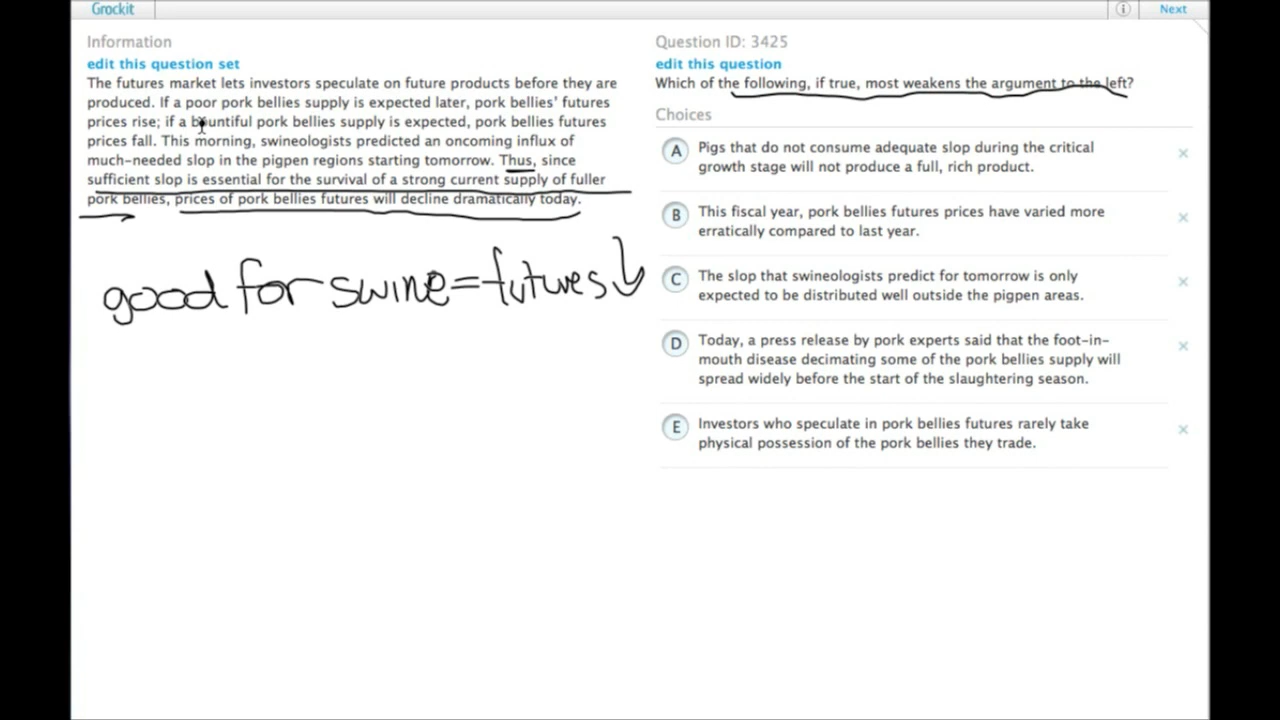 Grockit
i
Next
Information
edit this question set
The futures market lets investors speculate on future products before they are
produced. If a poor pork bellies supply is expected later, pork bellies' futures
prices rise; if a bountiful pork bellies supply is expected, pork bellies futures
prices fall. This morning, swineologists predicted an oncoming influx of
much-needed slop in the pigpen regions starting tomorrow. Thus, since
sufficient slop is essential for the survival of a strong current supply of fuller
pork bellies, prices of pork bellies futures will decline dramatically today.
good for swine=futures↓
Question ID: 3425
edit this question
Which of the following, if true, most weakens the argument to the left?
Choices
A Pigs that do not consume adequate slop during the critical
growth stage will not produce a full, rich product.
B This fiscal year, pork bellies futures prices have varied more
erratically compared to last year.
C The slop that swineologists predict for tomorrow is only
expected to be distributed well outside the pigpen areas.
D Today, a press release by pork experts said that the foot-in-
mouth disease decimating some of the pork bellies supply will
spread widely before the start of the slaughtering season.
E Investors who speculate in pork bellies futures rarely take
physical possession of the pork bellies they trade.